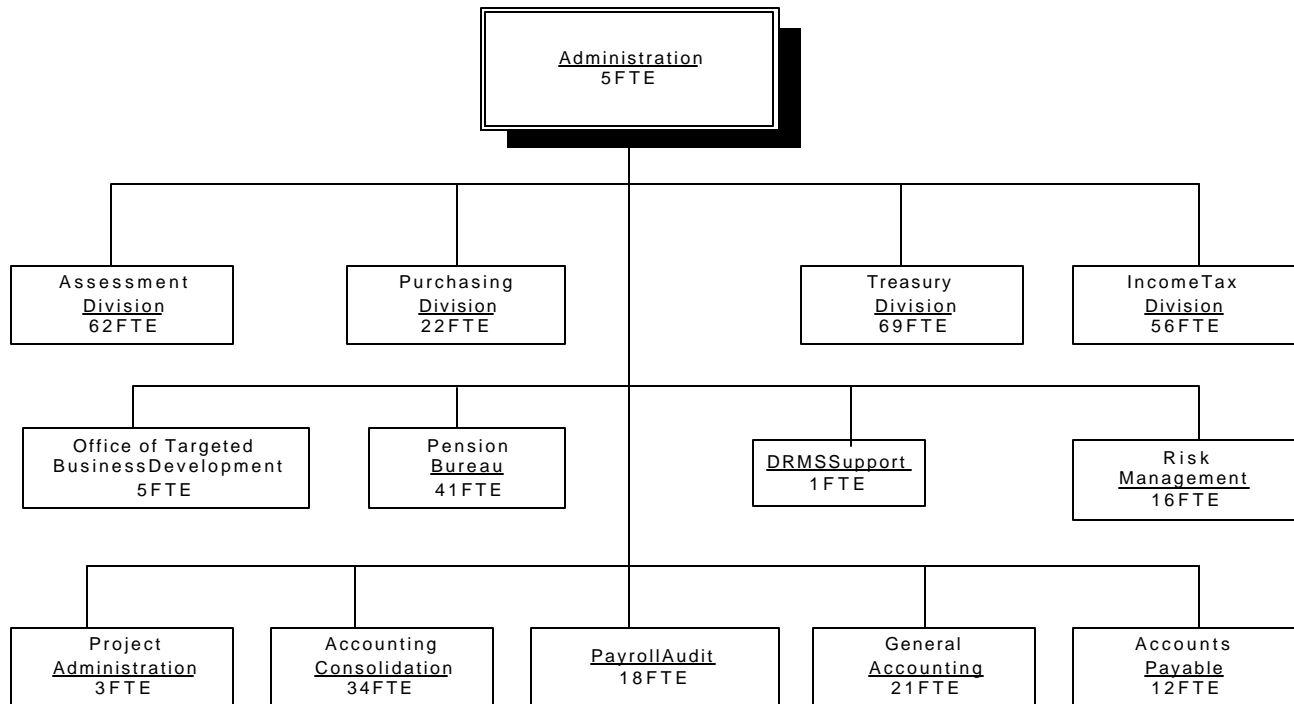 Administration
5FTE
Assessment
Division
62FTE
Purchasing
Division
22FTE
Treasury
Division
69FTE
IncomeTax
Division
56FTE
Office of Targeted
BusinessDevelopment
5FTE
Pension
Bureau
41FTE
DRMSSupport
1FTE
Risk
Management
16FTE
Project
Administration
3FTE
Accounting
Consolidation
34FTE
PayrollAudit
18FTE
General
Accounting
21FTE
Accounts
Payable
12FTE